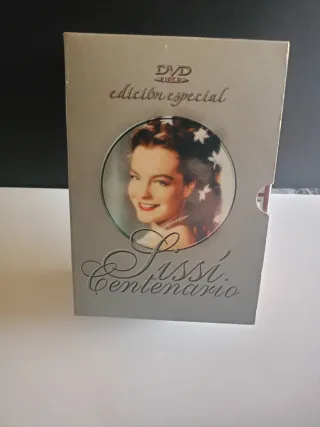 DVD
VIDEO
edición especial
Sissí
Centenario